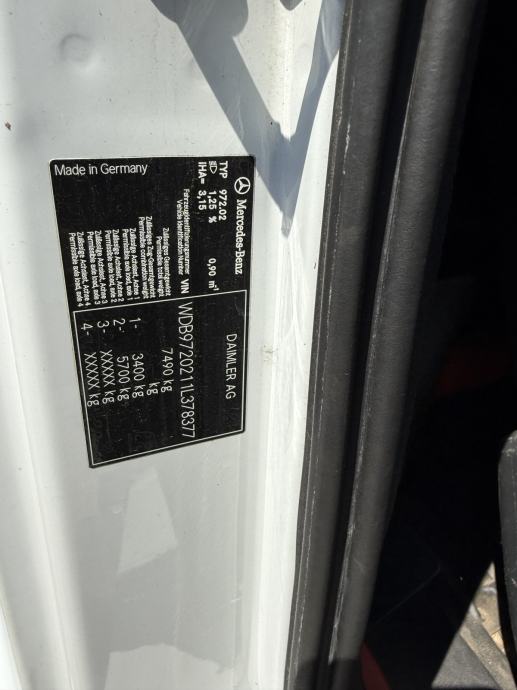 Mercedes-Benz
DAIMLER AG
TYP 972.02
1,25 % 0,90 m²
IHA= 3,15
Fahrzeugidentifizierungsnummer
Vehicle Identification Number
VIN WDB9720211L378377
Zulässiges Gesamtgewicht
Permissible total weight
7490 kg
Zulässiges Zug-Gesamtgewicht
Permissible combination weight
kg
Zulässige Achslast, Achse 1
Permissible axle load, axle 1
1- 3400 kg
Zulässige Achslast, Achse 2
Permissible axle load, axle 2
2- 5700 kg
Zulässige Achslast, Achse 3
Permissible axle load, axle 3
3- XXXXX kg
Zulässige Achslast, Achse 4
Permissible axle load, axle 4
4- XXXXX kg
Made in Germany